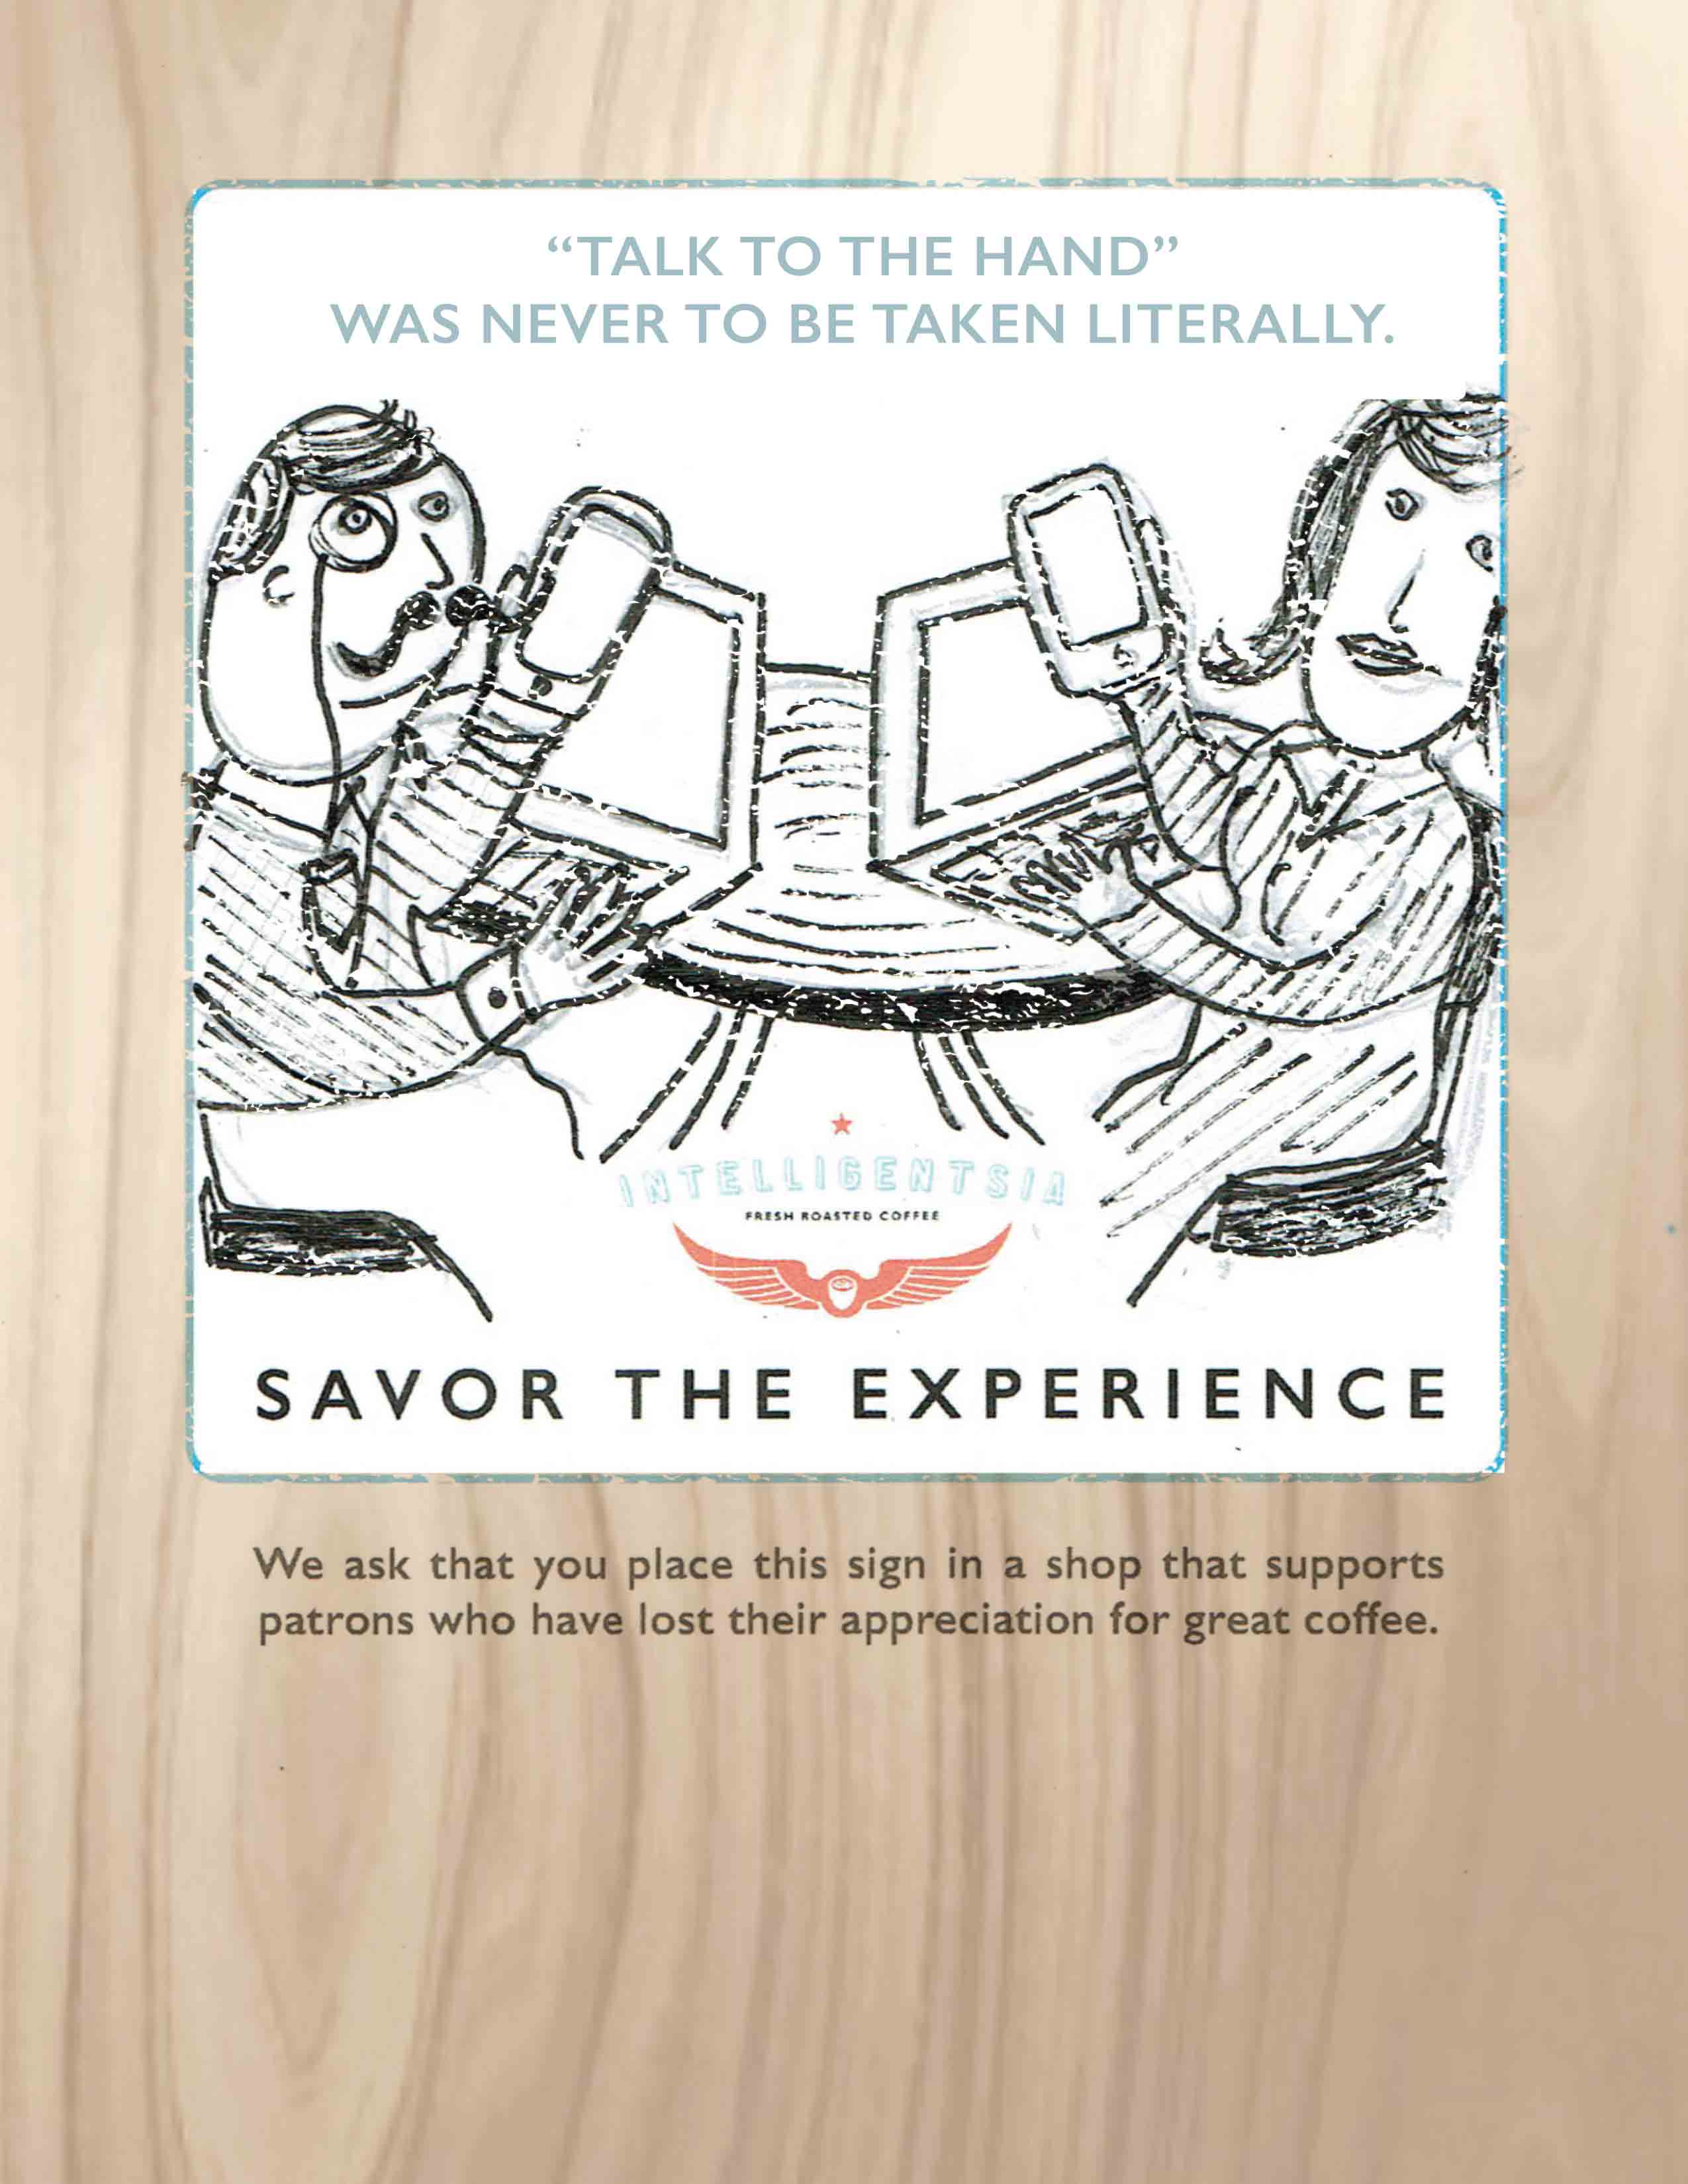 “TALK TO THE HAND”
WAS NEVER TO BE TAKEN LITERALLY.
INTELLIGENTSIA
FRESH ROASTED COFFEE
SAVOR THE EXPERIENCE
We ask that you place this sign in a shop that supports
patrons who have lost their appreciation for great coffee.